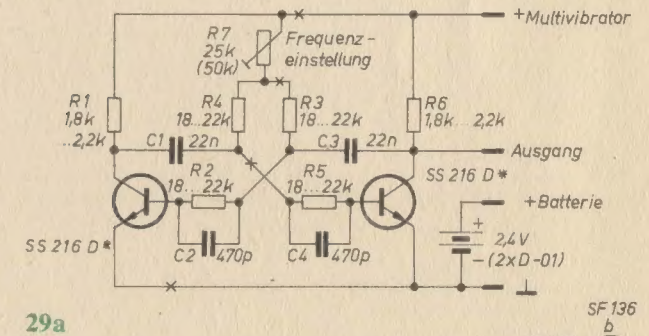 +Multivibrator
R7
25k
(50k)
Frequenz-
einstellung
R1
1,8k
...2,2k
R4
18...22k
R3
18...22k
R6
1,8k...2,2k
C1
22n
C3
22n
Ausgang
R2
18...22k
R5
18...22k
SS 216 D*
+Batterie
SS 216 D*
C2
470p
C4
470p
+
2,4V
-(2xD-01)
29a
SF 136
b